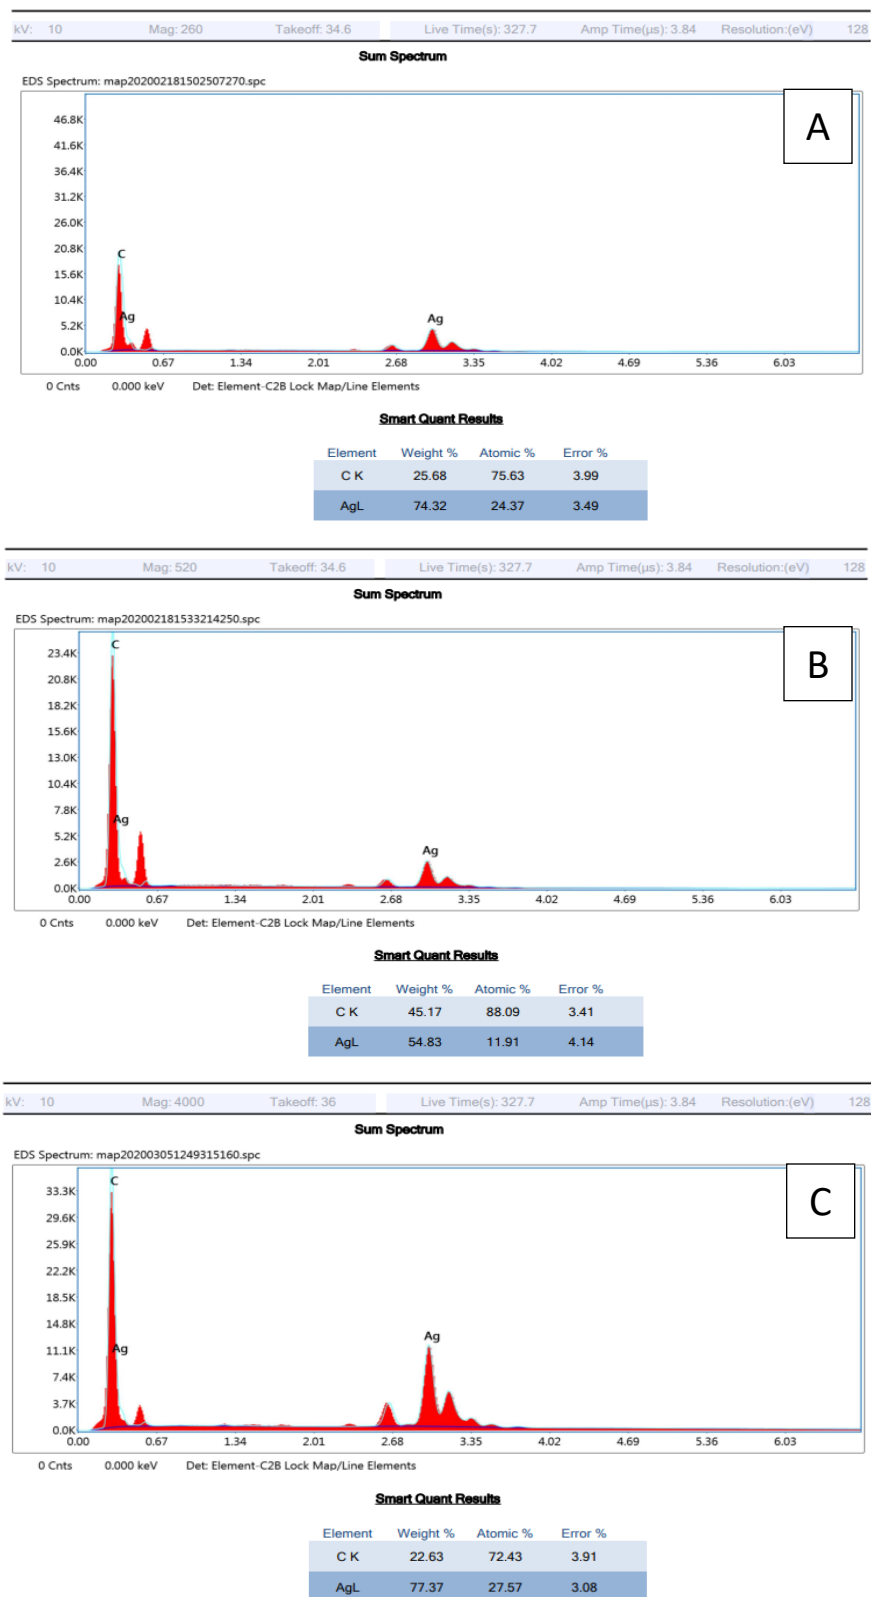 kV: 10 Mag: 260 Takeoff: 34.6 Live Time(s): 327.7 Amp Time(µs): 3.84 Resolution:(eV) 128
Sum Spectrum
EDS Spectrum: map202002181502507270.spc
A
46.8K
41.6K
36.4K
31.2K
26.0K
20.8K
15.6K
10.4K
5.2K
0.0K
C
Ag
Ag
0.00 0.67 1.34 2.01 2.68 3.35 4.02 4.69 5.36 6.03
0 Cnts 0.000 keV Det: Element-C2B Lock Map/Line Elements
Smart Quant Results
Element Weight % Atomic % Error %
C K 25.68 75.63 3.99
AgL 74.32 24.37 3.49
kV: 10 Mag: 520 Takeoff: 34.6 Live Time(s): 327.7 Amp Time(µs): 3.84 Resolution:(eV) 128
Sum Spectrum
EDS Spectrum: map202002181533214250.spc
B
23.4K
20.8K
18.2K
15.6K
13.0K
10.4K
7.8K
5.2K
2.6K
0.0K
C
Ag
Ag
0.00 0.67 1.34 2.01 2.68 3.35 4.02 4.69 5.36 6.03
0 Cnts 0.000 keV Det: Element-C2B Lock Map/Line Elements
Smart Quant Results
Element Weight % Atomic % Error %
C K 45.17 88.09 3.41
AgL 54.83 11.91 4.14
kV: 10 Mag: 4000 Takeoff: 36 Live Time(s): 327.7 Amp Time(µs): 3.84 Resolution:(eV) 128
Sum Spectrum
EDS Spectrum: map202003051249315160.spc
C
33.3K
29.6K
25.9K
22.2K
18.5K
14.8K
11.1K
7.4K
3.7K
0.0K
C
Ag
Ag
0.00 0.67 1.34 2.01 2.68 3.35 4.02 4.69 5.36 6.03
0 Cnts 0.000 keV Det: Element-C2B Lock Map/Line Elements
Smart Quant Results
Element Weight % Atomic % Error %
C K 22.63 72.43 3.91
AgL 77.37 27.57 3.08